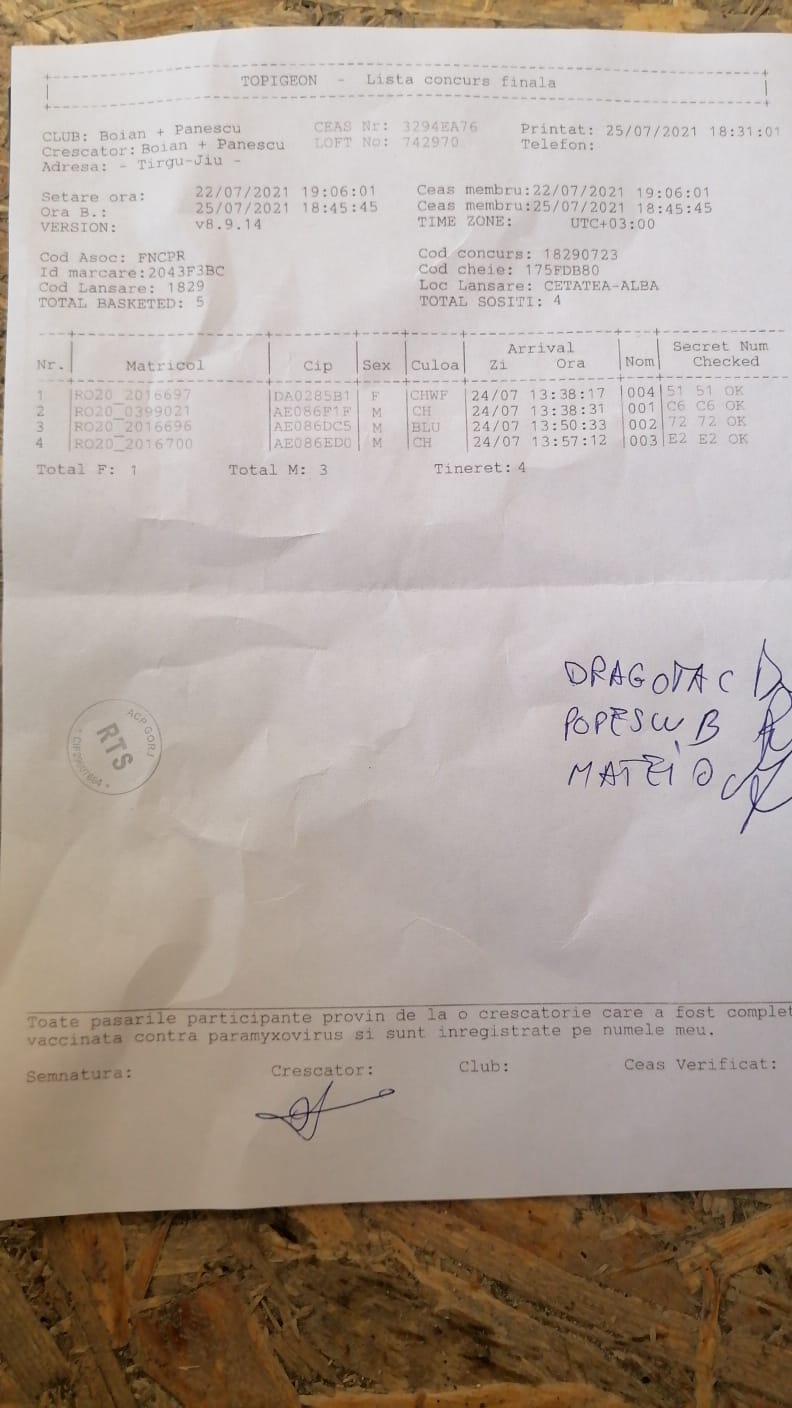 TOPIGEON - Lista concurs finala
CLUB: Boian + Panescu CEAS Nr: 3294EA76 Printat: 25/07/2021 18:31:01
Crescator: Boian + Panescu LOFT No: 742970 Telefon:
Adresa: - Tirgu-Jiu -
Setare ora: 22/07/2021 19:06:01 Ceas membru:22/07/2021 19:06:01
Ora B.: 25/07/2021 18:45:45 Ceas membru:25/07/2021 18:45:45
VERSION: v8.9.14 TIME ZONE: UTC+03:00
Cod Asoc: FNCPR Cod concurs: 18290723
Id marcare:2043F3BC Cod cheie: 175FDB80
Cod Lansare: 1829 Loc Lansare: CETATEA-ALBA
TOTAL BASKETED: 5 TOTAL SOSITI: 4
Arrival Secret Num
Nr. Matricol Cip Sex Culoa Zi Ora Nom Checked
1 RO20_2016697 DA0285B1 F CHWF 24/07 13:38:17 004 51 51 OK
2 RO20_0399021 AE086F1F M CH 24/07 13:38:31 001 C6 C6 OK
3 RO20_2016696 AE086DC5 M BLU 24/07 13:50:33 002 72 72 OK
4 RO20_2016700 AE086ED0 M CH 24/07 13:57:12 003 E2 E2 OK
Total F: 1 Total M: 3 Tineret: 4
DRAGOTA C
POPESCU B
MATEI O
ACP GORJ
RTS
Toate pasarile participante provin de la o crescatorie care a fost complet
vaccinata contra paramyxovirus si sunt inregistrate pe numele meu.
Semnatura: Crescator: Club: Ceas Verificat: